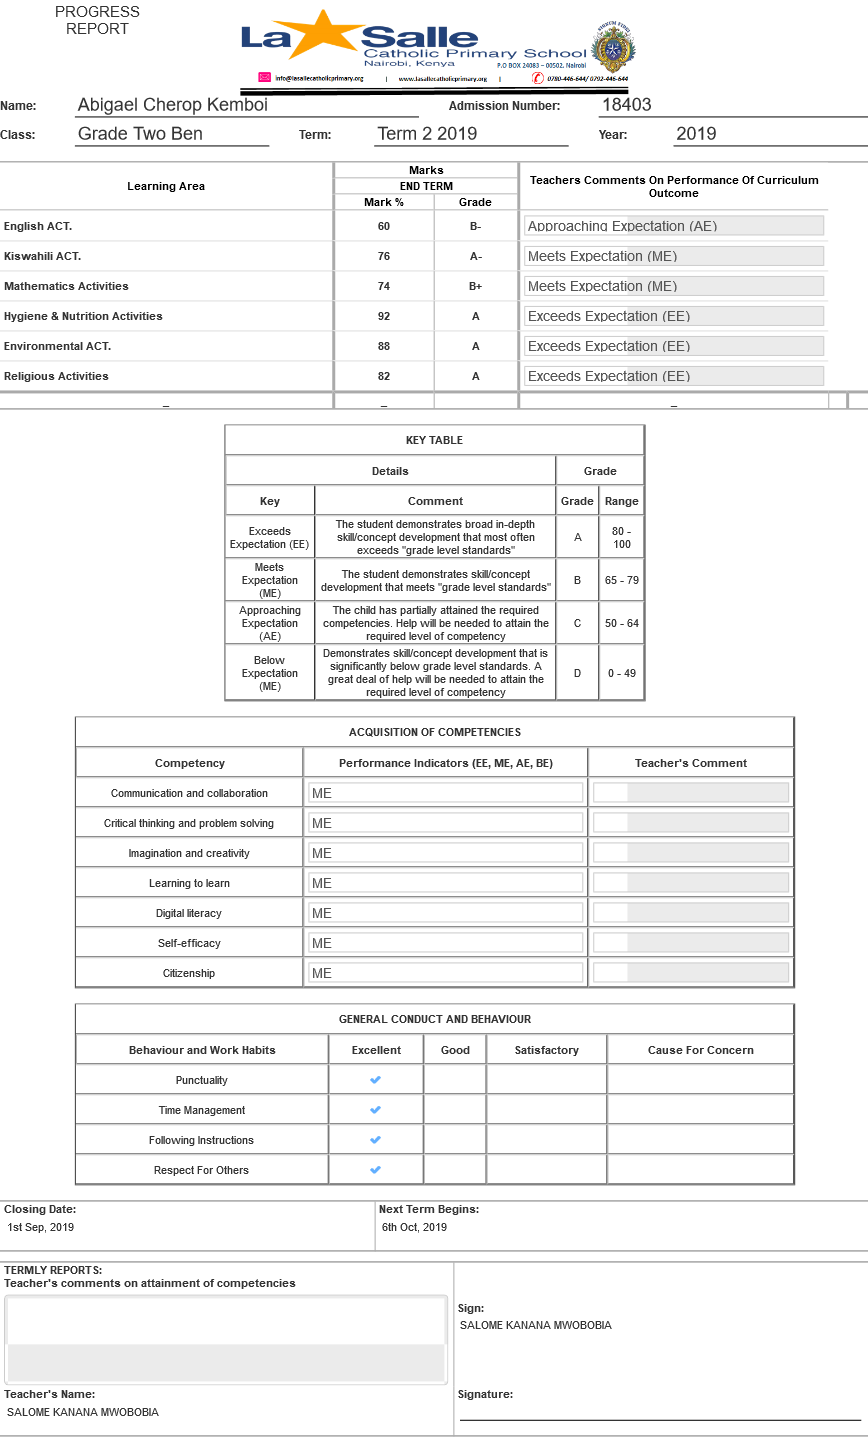 PROGRESS
REPORT
La Salle
Catholic Primary School
Nairobi, Kenya
P.O BOX 24083 – 00502, Nairobi
info@lasallecatholicprimary.org | www.lasallecatholicprimary.org | 0780-446-644/ 0792-446-644
Name: Abigael Cherop Kemboi Admission Number: 18403
Class: Grade Two Ben Term: Term 2 2019 Year: 2019
Learning Area Marks Teachers Comments On Performance Of Curriculum Outcome
END TERM
Mark % Grade
English ACT. 60 B- Approaching Expectation (AE)
Kiswahili ACT. 76 A- Meets Expectation (ME)
Mathematics Activities 74 B+ Meets Expectation (ME)
Hygiene & Nutrition Activities 92 A Exceeds Expectation (EE)
Environmental ACT. 88 A Exceeds Expectation (EE)
Religious Activities 82 A Exceeds Expectation (EE)
– – –
KEY TABLE
Details Grade
Key Comment Grade Range
Exceeds Expectation (EE) The student demonstrates broad in-depth skill/concept development that most often exceeds "grade level standards" A 80 - 100
Meets Expectation (ME) The student demonstrates skill/concept development that meets "grade level standards" B 65 - 79
Approaching Expectation (AE) The child has partially attained the required competencies. Help will be needed to attain the required level of competency C 50 - 64
Below Expectation (ME) Demonstrates skill/concept development that is significantly below grade level standards. A great deal of help will be needed to attain the required level of competency D 0 - 49
ACQUISITION OF COMPETENCIES
Competency Performance Indicators (EE, ME, AE, BE) Teacher's Comment
Communication and collaboration ME
Critical thinking and problem solving ME
Imagination and creativity ME
Learning to learn ME
Digital literacy ME
Self-efficacy ME
Citizenship ME
GENERAL CONDUCT AND BEHAVIOUR
Behaviour and Work Habits Excellent Good Satisfactory Cause For Concern
Punctuality
Time Management
Following Instructions
Respect For Others
Closing Date: Next Term Begins:
1st Sep, 2019 6th Oct, 2019
TERMLY REPORTS:
Teacher's comments on attainment of competencies
Sign:
SALOME KANANA MWOBOBIA
Teacher's Name: Signature:
SALOME KANANA MWOBOBIA